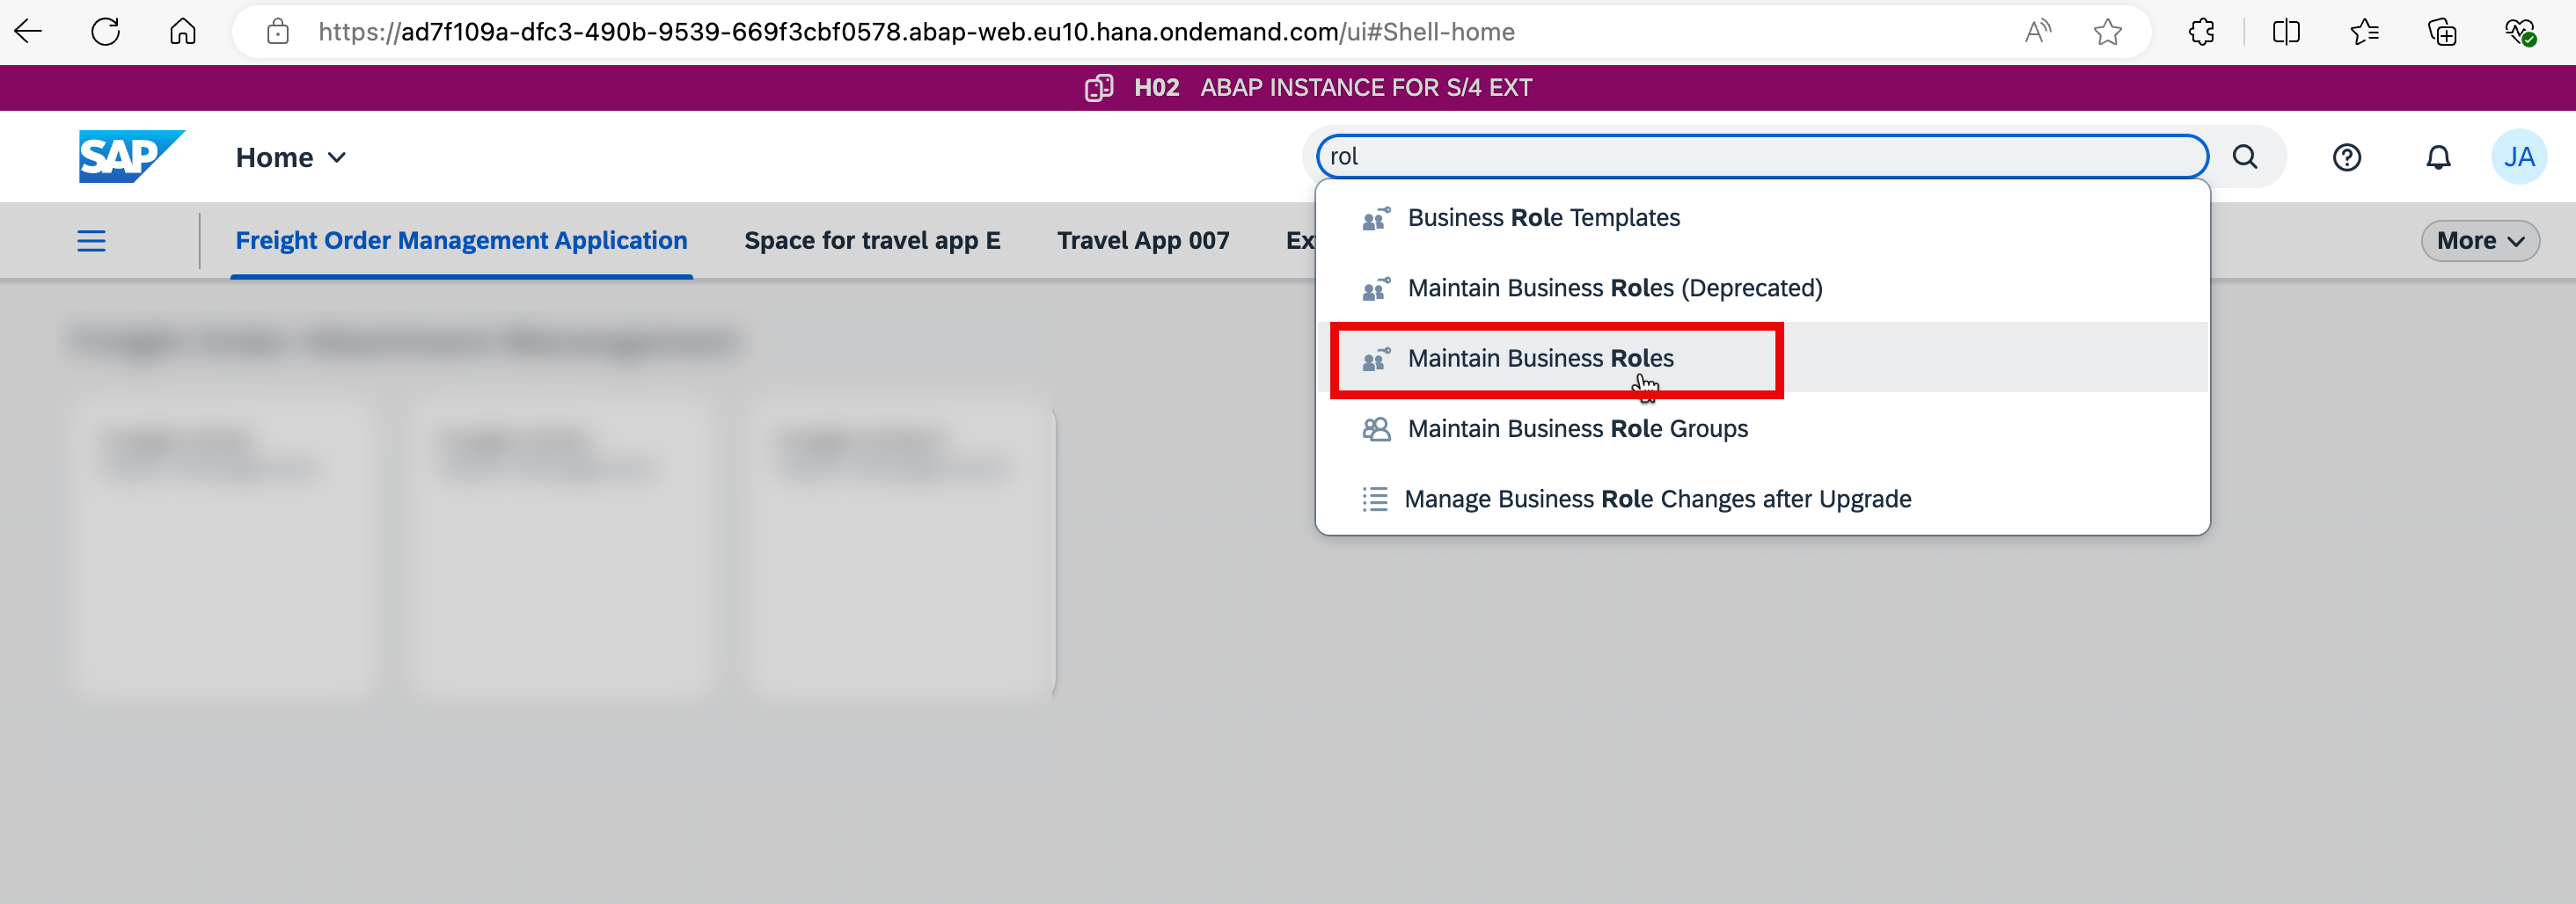 https://ad7f109a-dfc3-490b-9539-669f3cbf0578.abap-web.eu10.hana.ondemand.com/ui#Shell-home
H02 ABAP INSTANCE FOR S/4 EXT
SAP Home rol JA
Freight Order Management Application Space for travel app E Travel App 007 Ex More
Business Role Templates
Maintain Business Roles (Deprecated)
Maintain Business Roles
Maintain Business Role Groups
Manage Business Role Changes after Upgrade